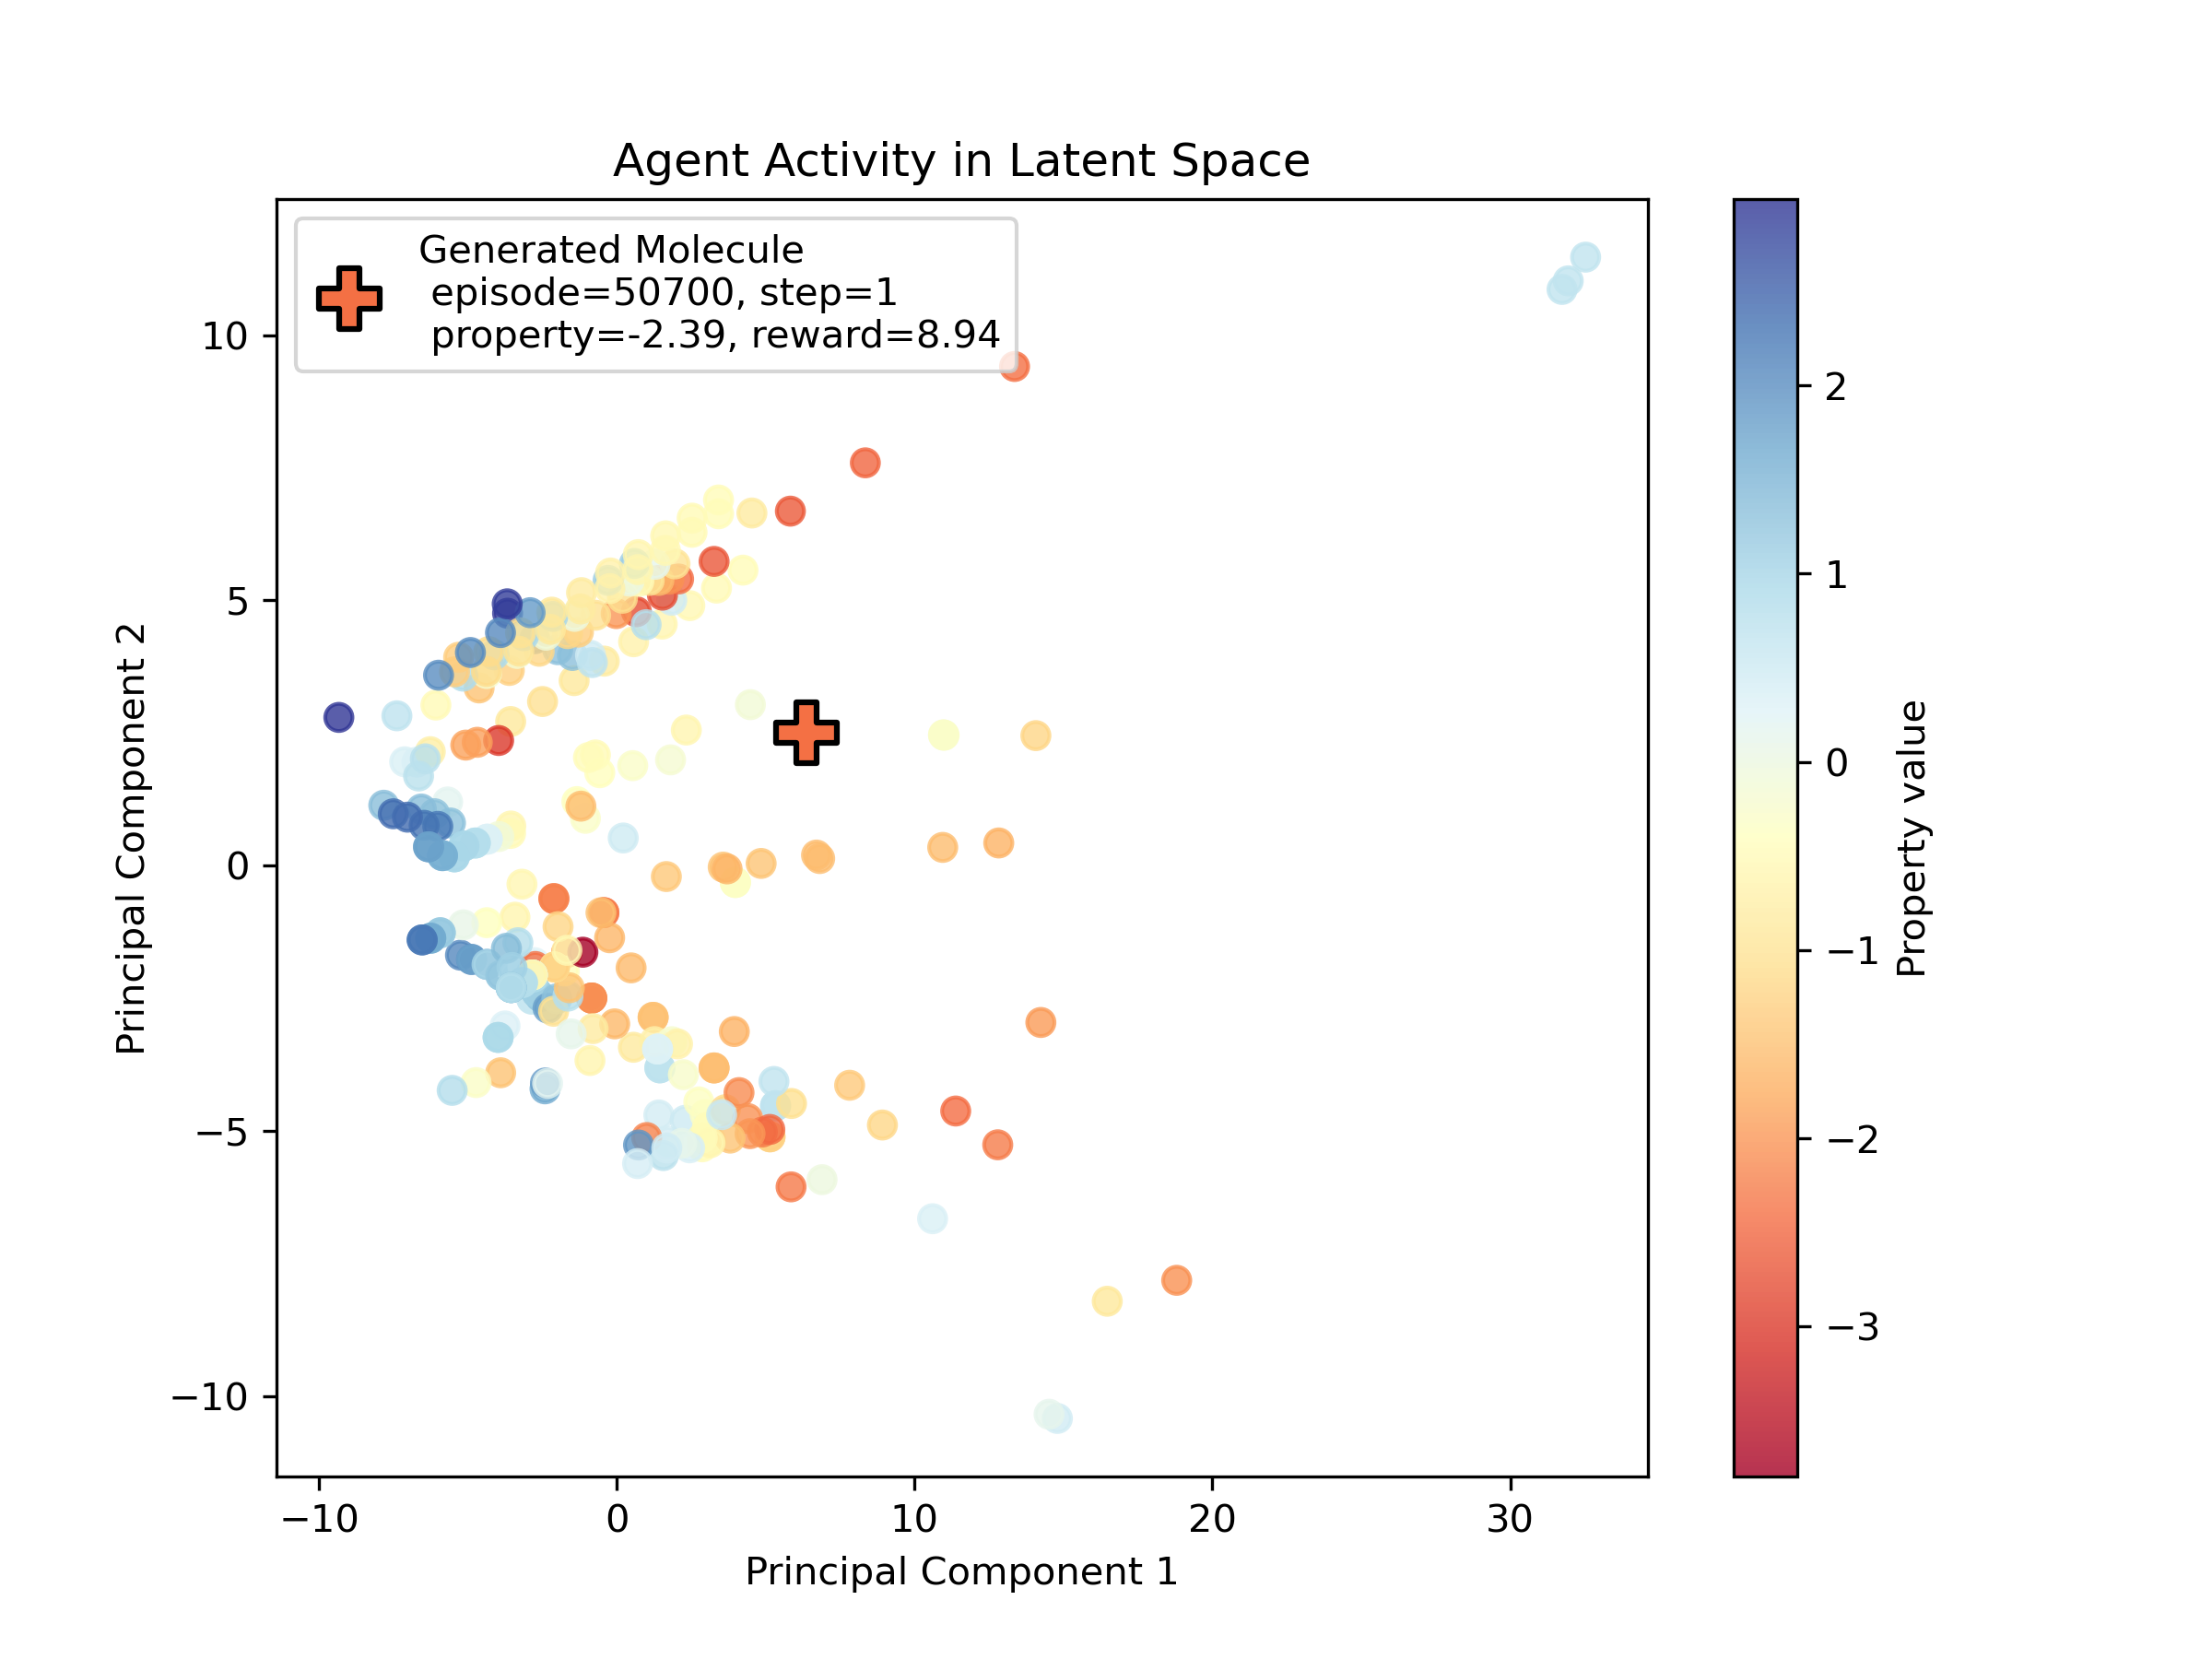 Agent Activity in Latent Space
Generated Molecule
episode=50700, step=1
property=-2.39, reward=8.94
10
5
0
−5
−10
Principal Component 2
−10
0
10
20
30
Principal Component 1
2
1
0
−1
−2
−3
Property value